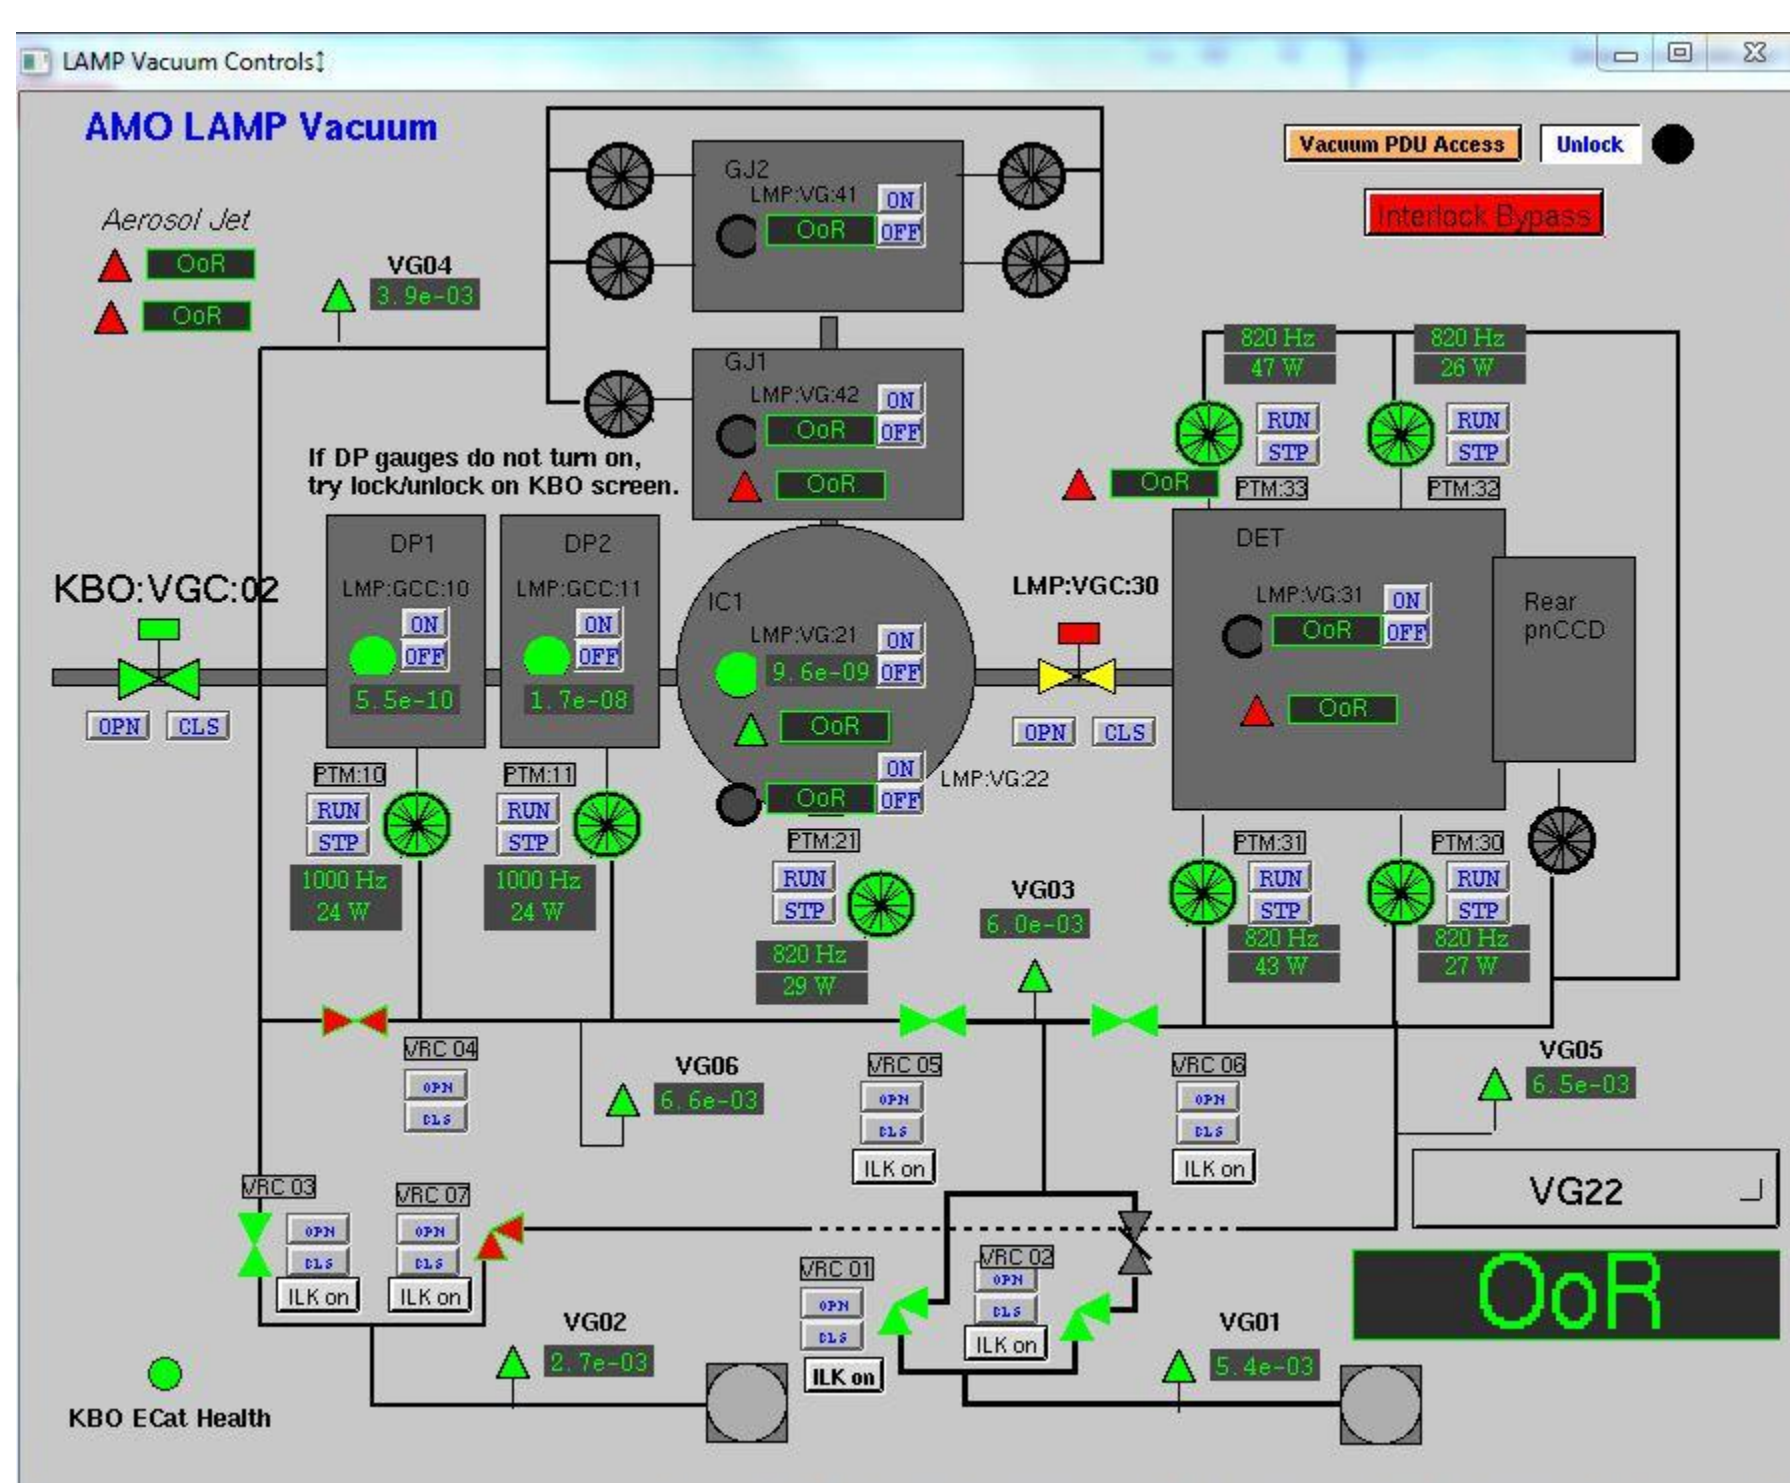 LAMP Vacuum Controls
AMO LAMP Vacuum
Vacuum PDU Access
Unlock
Interlock Bypass
Aerosol Jet
OoR
OoR
VG04
3.9e-03
GJ2
LMP:VG:41
ON
OoR
OFF
GJ1
LMP:VG:42
ON
OoR
OFF
OoR
820 Hz
47 W
820 Hz
26 W
RUN
STP
RUN
STP
OoR
PTM:33
PTM:32
If DP gauges do not turn on,
try lock/unlock on KBO screen.
KBO:VGC:02
OPN
CLS
DP1
LMP:GCC:10
ON
OFF
5.5e-10
DP2
LMP:GCC:11
ON
OFF
1.7e-08
IC1
LMP:VG:21
ON
9.6e-09
OFF
OoR
ON
LMP:VG:22
OoR
OFF
LMP:VGC:30
OPN
CLS
DET
LMP:VG:31
ON
OoR
OFF
OoR
Rear
pnCCD
PTM:10
RUN
STP
1000 Hz
24 W
PTM:11
RUN
STP
1000 Hz
24 W
PTM:21
RUN
STP
820 Hz
29 W
VG03
6.0e-03
PTM:31
RUN
STP
820 Hz
43 W
PTM:30
RUN
STP
820 Hz
27 W
VRC 04
OPN
CLS
VG06
6.6e-03
VRC 05
OPN
CLS
ILK on
VRC 06
OPN
CLS
ILK on
VG05
6.5e-03
VRC 03
OPN
CLS
ILK on
VRC 07
OPN
CLS
ILK on
VG22
OoR
VRC 01
OPN
CLS
ILK on
VRC 02
OPN
CLS
ILK on
VG02
2.7e-03
VG01
5.4e-03
KBO ECat Health